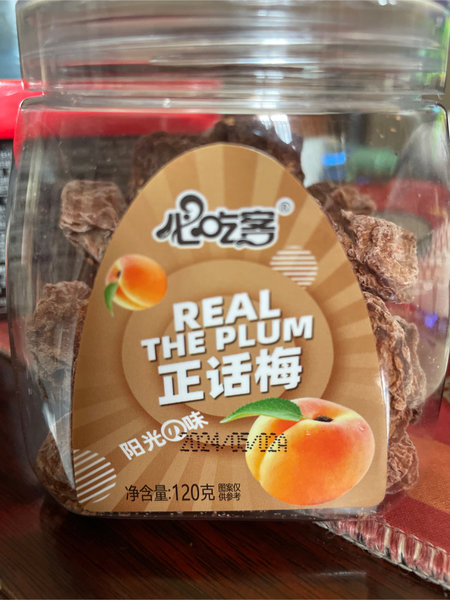 心吃客®
REAL
THE PLUM
正话梅
阳光の味
2024/03/02A
净含量:120克
图案仅
供参考